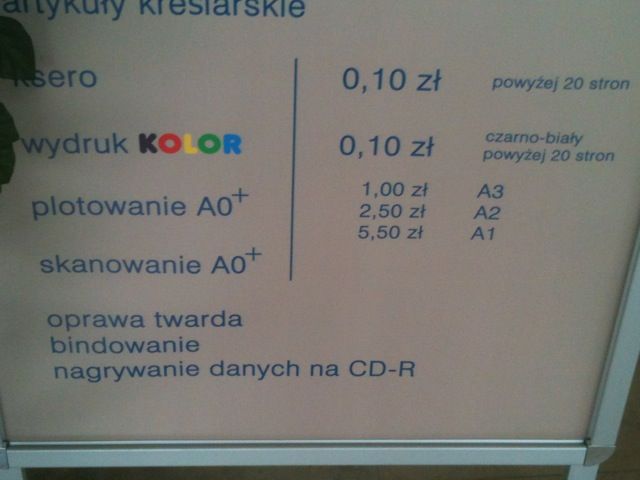 artykuły kreślarskie
ksero 0,10 zł powyżej 20 stron
wydruk KOLOR 0,10 zł czarno-biały powyżej 20 stron
plotowanie A0+ 1,00 zł A3
2,50 zł A2
5,50 zł A1
skanowanie A0+
oprawa twarda
bindowanie
nagrywanie danych na CD-R